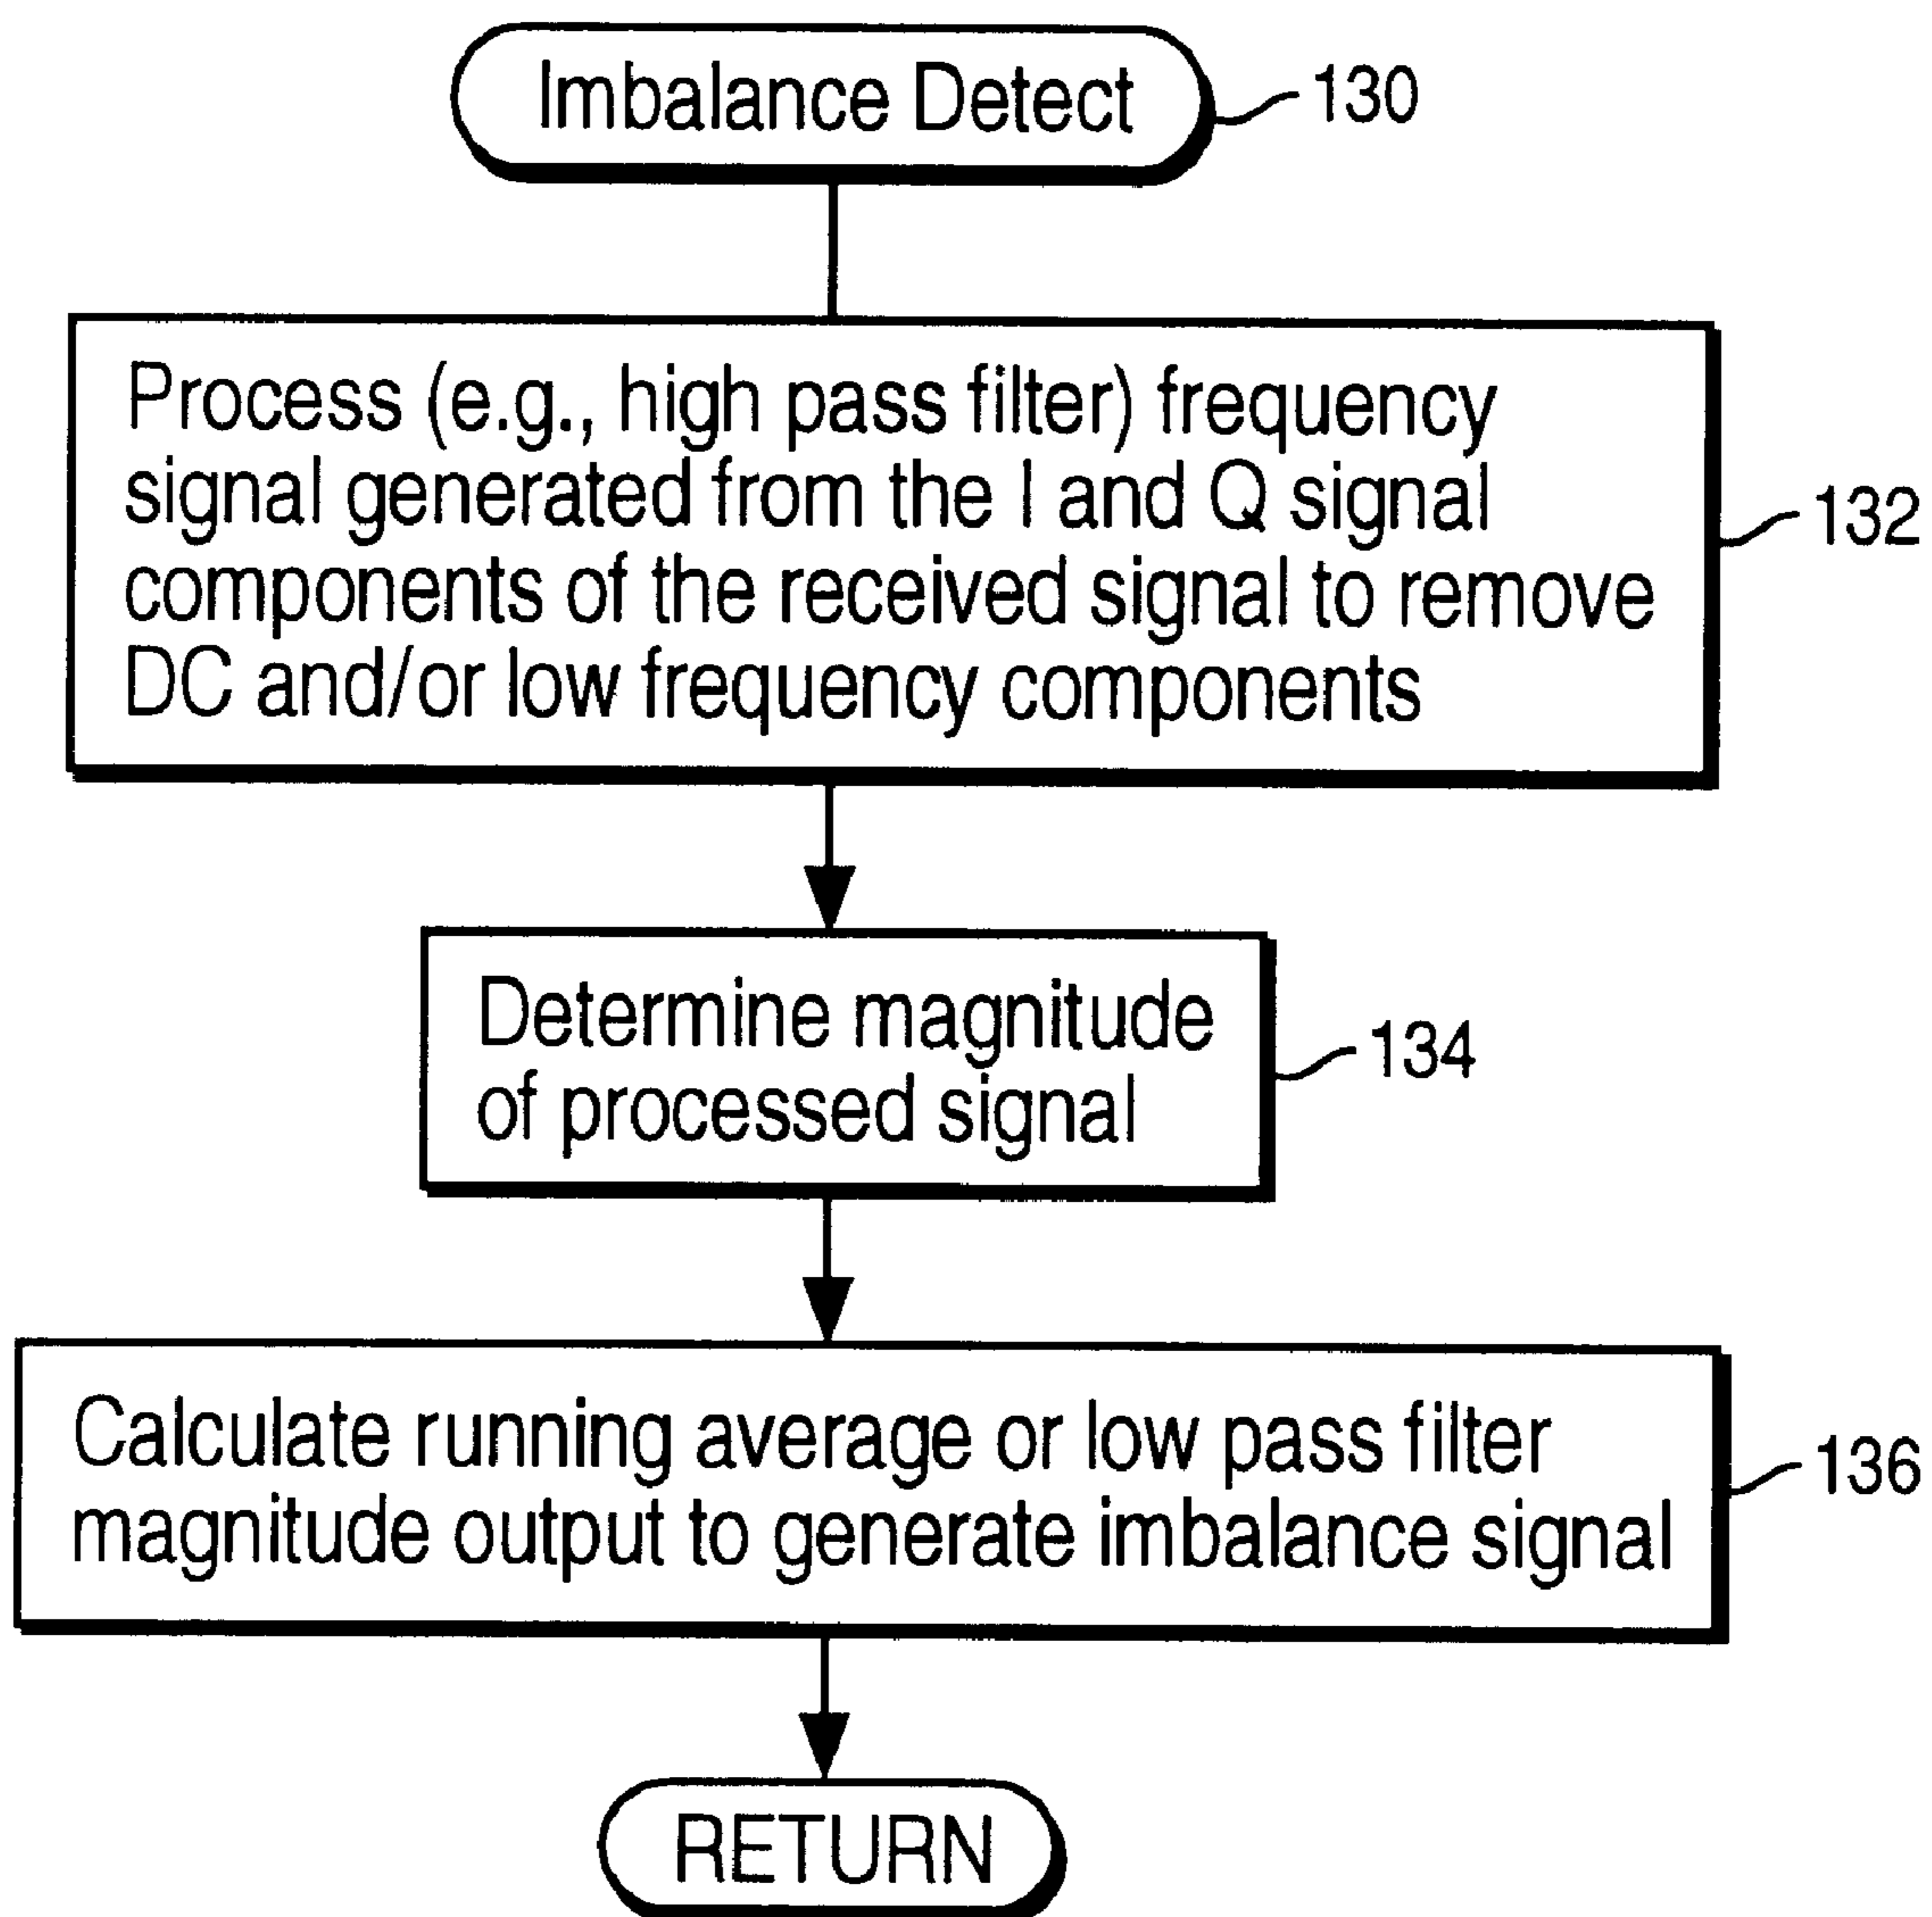 Imbalance Detect
130
Process (e.g., high pass filter) frequency
signal generated from the I and Q signal
components of the received signal to remove
DC and/or low frequency components
132
Determine magnitude
of processed signal
134
Calculate running average or low pass filter
magnitude output to generate imbalance signal
136
RETURN